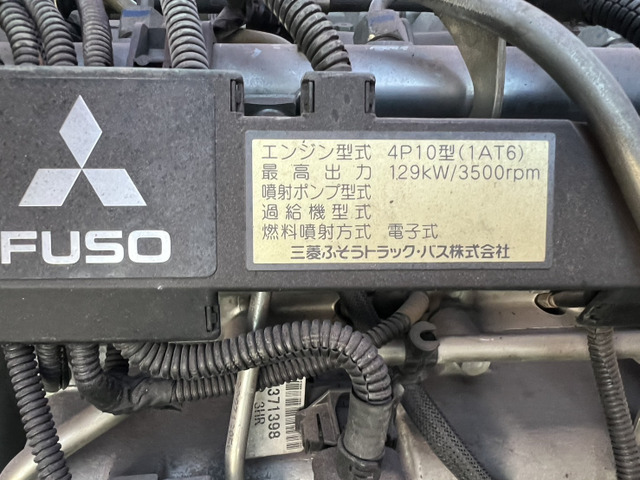 FUSO
エンジン型式 4P10型(1AT6)
最高出力 129kW/3500rpm
噴射ポンプ型式
過給機型式
燃料噴射方式 電子式
三菱ふそうトラック・バス株式会社
371398
3HR